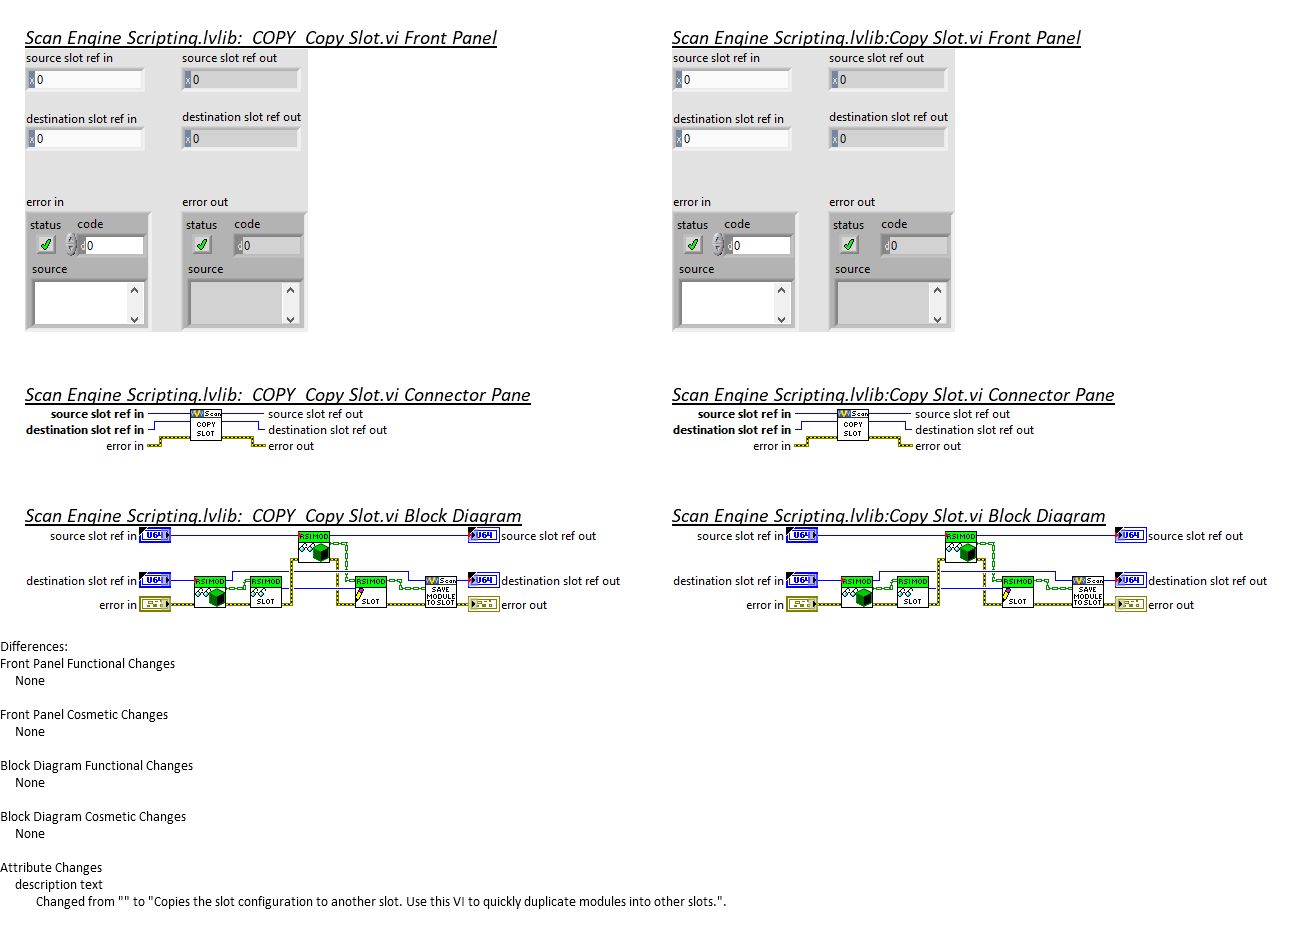 Scan Engine Scripting.lvlib:  COPY  Copy Slot.vi Front Panel
source slot ref in
source slot ref out
x 0
x 0
destination slot ref in
destination slot ref out
x 0
x 0
error in
error out
status
code
status
code
d 0
d 0
source
source
Scan Engine Scripting.lvlib:Copy Slot.vi Front Panel
source slot ref in
source slot ref out
x 0
x 0
destination slot ref in
destination slot ref out
x 0
x 0
error in
error out
status
code
status
code
d 0
d 0
source
source
Scan Engine Scripting.lvlib:  COPY  Copy Slot.vi Connector Pane
source slot ref in
destination slot ref in
error in
V Scan
COPY
SLOT
source slot ref out
destination slot ref out
error out
Scan Engine Scripting.lvlib:Copy Slot.vi Connector Pane
source slot ref in
destination slot ref in
error in
V Scan
COPY
SLOT
source slot ref out
destination slot ref out
error out
Scan Engine Scripting.lvlib:  COPY  Copy Slot.vi Block Diagram
source slot ref in
U64
RSIMOD
U64
source slot ref out
destination slot ref in
U64
RSIMOD
RSIMOD
SLOT
RSIMOD
SLOT
V Scan
SAVE
MODULE
TO SLOT
U64
destination slot ref out
error in
error out
Scan Engine Scripting.lvlib:Copy Slot.vi Block Diagram
source slot ref in
U64
RSIMOD
U64
source slot ref out
destination slot ref in
U64
RSIMOD
RSIMOD
SLOT
RSIMOD
SLOT
V Scan
SAVE
MODULE
TO SLOT
U64
destination slot ref out
error in
error out
Differences:
Front Panel Functional Changes
None
Front Panel Cosmetic Changes
None
Block Diagram Functional Changes
None
Block Diagram Cosmetic Changes
None
Attribute Changes
description text
Changed from "" to "Copies the slot configuration to another slot. Use this VI to quickly duplicate modules into other slots.".